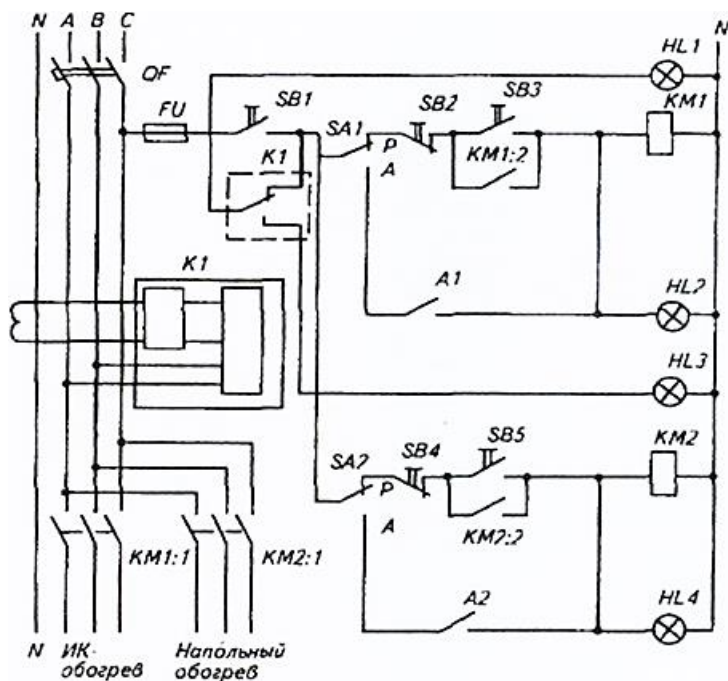 N A B C
QF
FU
SB1
K1
SA1
P
A
SB2
SB3
KM1:2
HL1
KM1
N
K1
A1
HL2
HL3
SA2
P
A
SB4
SB5
KM2:2
KM2
A2
HL4
KM1:1
KM2:1
N
ИК-
обогрев
Напольный
обогрев